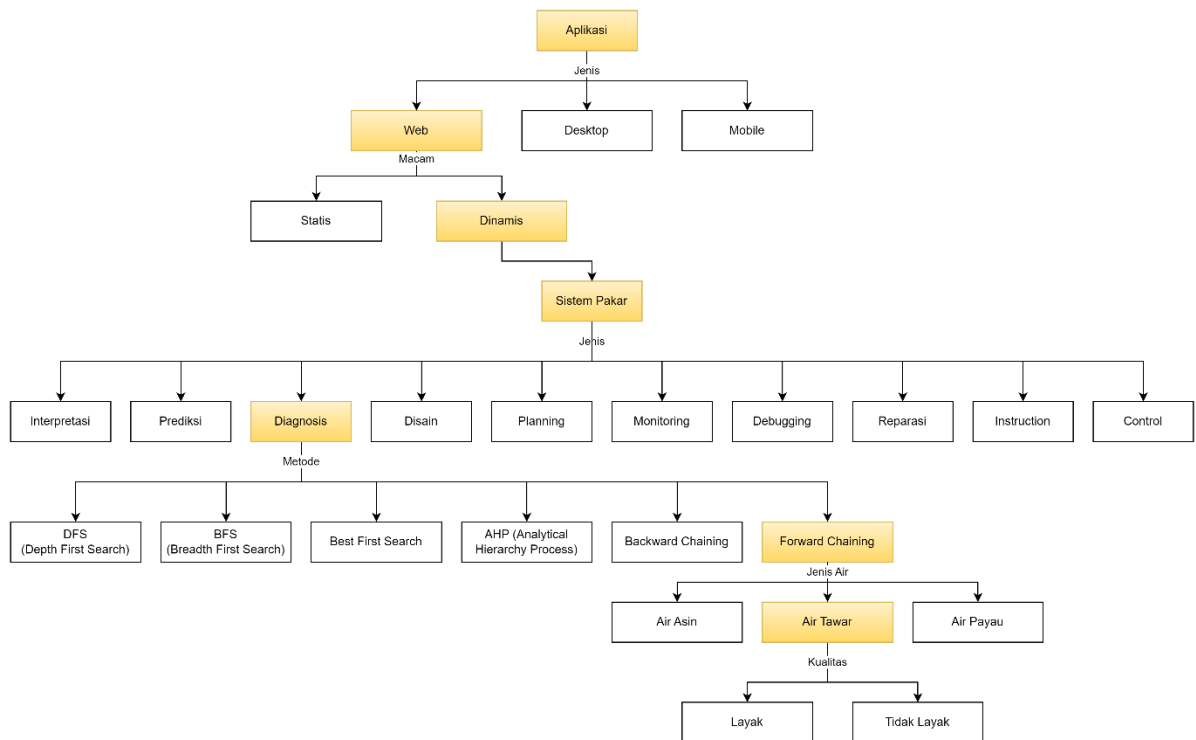 Aplikasi
Jenis
Web
Desktop
Mobile
Macam
Statis
Dinamis
Sistem Pakar
Jenis
Interpretasi
Prediksi
Diagnosis
Disain
Planning
Monitoring
Debugging
Reparasi
Instruction
Control
Metode
DFS
(Depth First Search)
BFS
(Breadth First Search)
Best First Search
AHP (Analytical
Hierarchy Process)
Backward Chaining
Forward Chaining
Jenis Air
Air Asin
Air Tawar
Air Payau
Kualitas
Layak
Tidak Layak